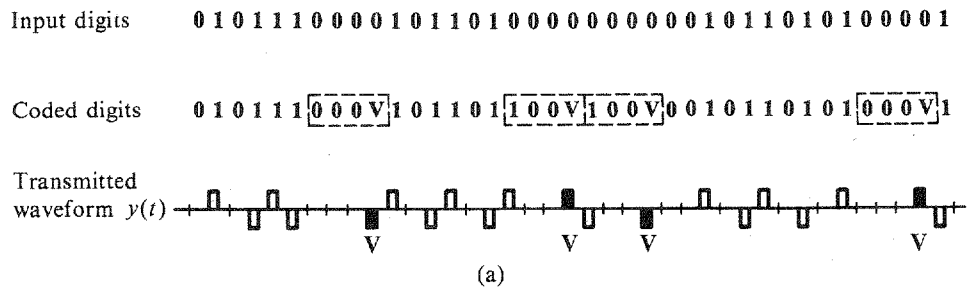 Input digits 0 1 0 1 1 1 0 0 0 0 1 0 1 1 0 1 0 0 0 0 0 0 0 0 0 0 1 0 1 1 0 1 0 1 0 0 0 0 1
Coded digits 0 1 0 1 1 1 0 0 0 V 1 0 1 1 0 1 1 0 0 V 1 0 0 V 0 0 1 0 1 1 0 1 0 1 0 0 0 V 1
Transmitted
waveform y(t)
V V V V
(a)